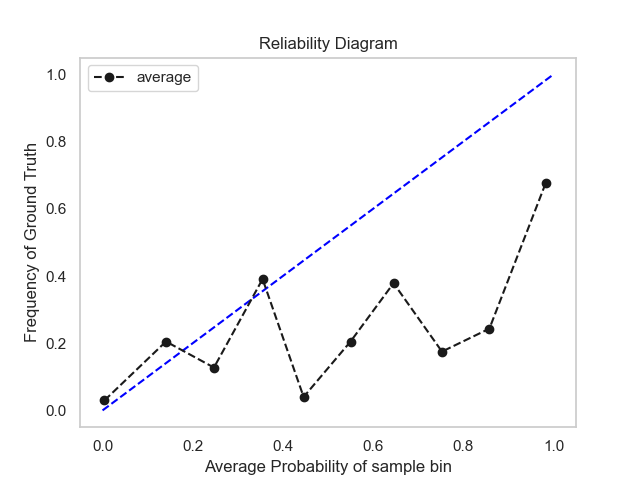 Reliability Diagram
average
Frequency of Ground Truth
1.0
0.8
0.6
0.4
0.2
0.0
0.0 0.2 0.4 0.6 0.8 1.0
Average Probability of sample bin